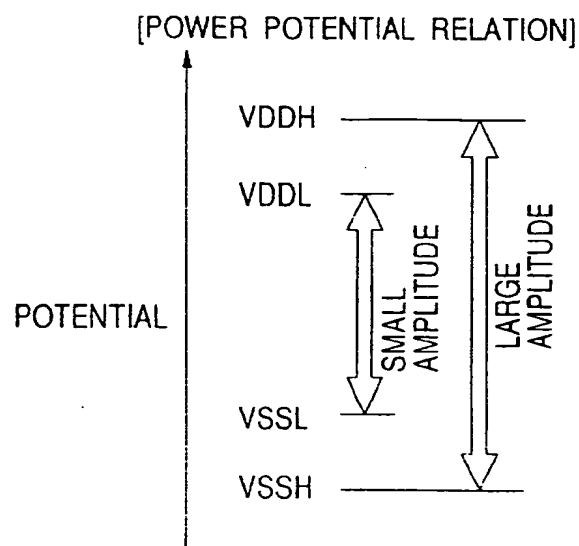 [POWER POTENTIAL RELATION]
VDDH
VDDL
POTENTIAL
SMALL
AMPLITUDE
LARGE
AMPLITUDE
VSSL
VSSH